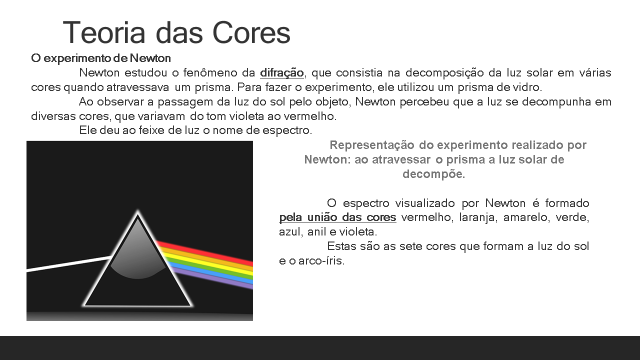 Teoria das Cores
O experimento de Newton
Newton estudou o fenômeno da difração, que consistia na decomposição da luz solar em várias
cores quando atravessava um prisma. Para fazer o experimento, ele utilizou um prisma de vidro.
Ao observar a passagem da luz do sol pelo objeto, Newton percebeu que a luz se decompunha em
diversas cores, que variavam do tom violeta ao vermelho.
Ele deu ao feixe de luz o nome de espectro.
Representação do experimento realizado por
Newton: ao atravessar o prisma a luz solar de
decompõe.
O espectro visualizado por Newton é formado
pela união das cores vermelho, laranja, amarelo, verde,
azul, anil e violeta.
Estas são as sete cores que formam a luz do sol
e o arco-íris.